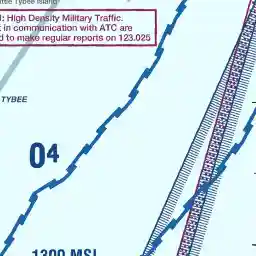 ttle Tybee Island
: High Density Military Traffic.
in communication with ATC are
d to make regular reports on 123.025
TYBEE
04
1300 MSL